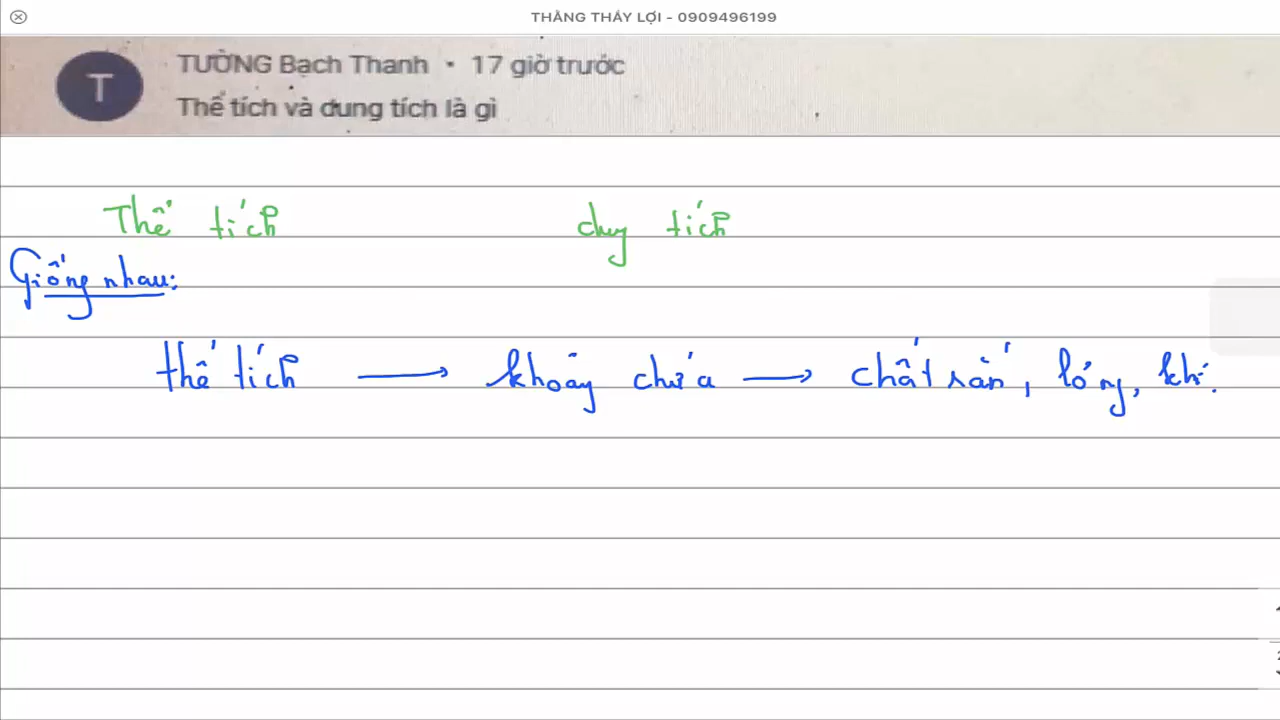 THẦNG THẦY LỢI - 0909496199
T
TƯỜNG Bạch Thanh • 17 giờ trước
Thể tích và dung tích là gì
Thể tích dung tích
Giống nhau:
thể tích → khoảng chứa → chất rắn, lỏng, khí.